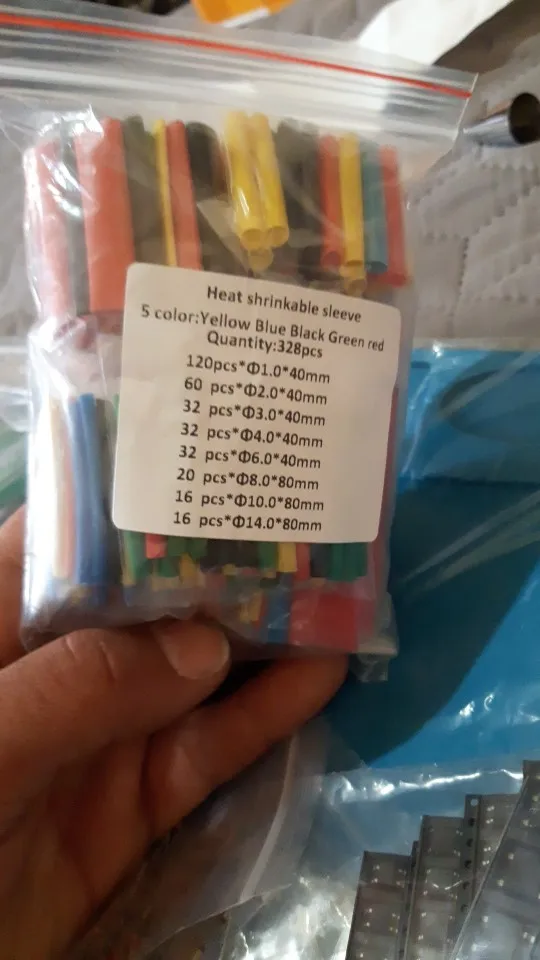 Heat shrinkable sleeve
5 color:Yellow Blue Black Green red
Quantity:328pcs
120pcs*Φ1.0*40mm
60 pcs*Φ2.0*40mm
32 pcs*Φ3.0*40mm
32 pcs*Φ4.0*40mm
32 pcs*Φ6.0*40mm
20 pcs*Φ8.0*80mm
16 pcs*Φ10.0*80mm
16 pcs*Φ14.0*80mm